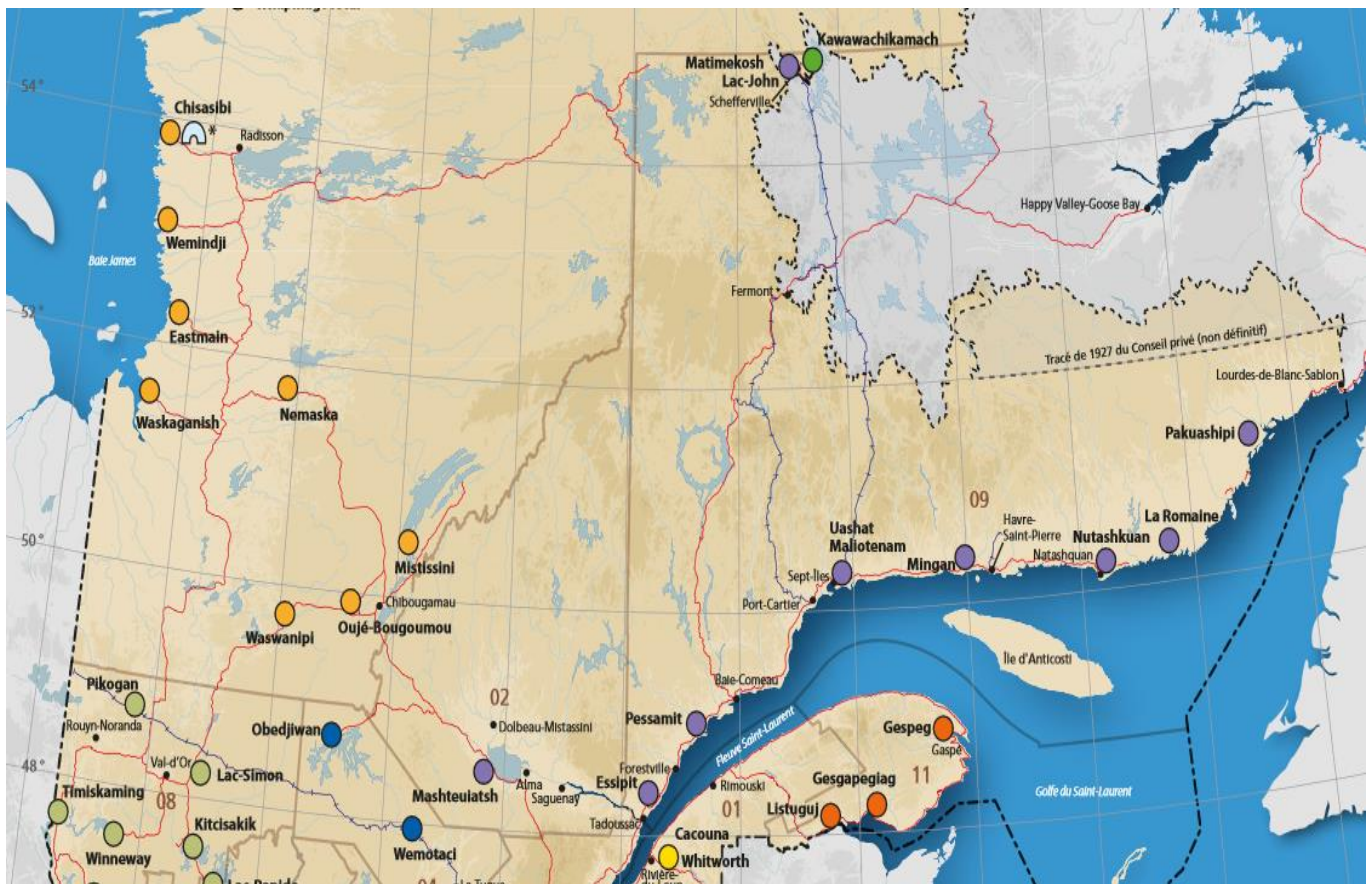 Kawawachikamach
Matimekosh
Lac-John
Schefferville
54°
Chisasibi
*
Radisson
Happy Valley-Goose Bay
Wemindji
Baie James
Fermont
52°
Eastmain
Tracé de 1927 du Conseil privé (non définitif)
Lourdes-de-Blanc-Sablon
Waskaganish
Nemaska
Pakuashipi
09
50°
Mistissini
Uashat
Maliotenam
Havre-
Saint-Pierre
La Romaine
Nutashkuan
Natashquan
Mingan
Sept-Îles
Port-Cartier
Waswanipi
Oujé-Bougoumou
Chibougamau
Île d'Anticosti
Pikogan
Rouyn-Noranda
02
Baie-Comeau
Obedjiwan
Dolbeau-Mistassini
Pessamit
Fleuve Saint-Laurent
Gespeg
Gaspé
48°
Val-d'Or
Lac-Simon
Mashteuiatsh
Alma
Saguenay
Forestville
Essipit
Rimouski
Gesgapegiag
11
Golfe du Saint-Laurent
Timiskaming
08
Tadoussac
01
Listuguj
Kitcisakik
Winneway
Wemotaci
Cacouna
Whitworth
Rivière-